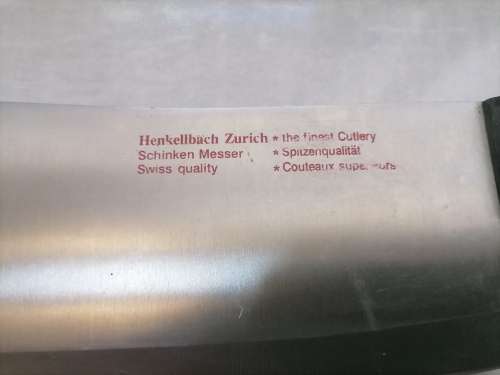 Henkellbach Zurich * the finest Cutlery
Schinken Messer * Spitzenqualität
Swiss quality * Couteaux